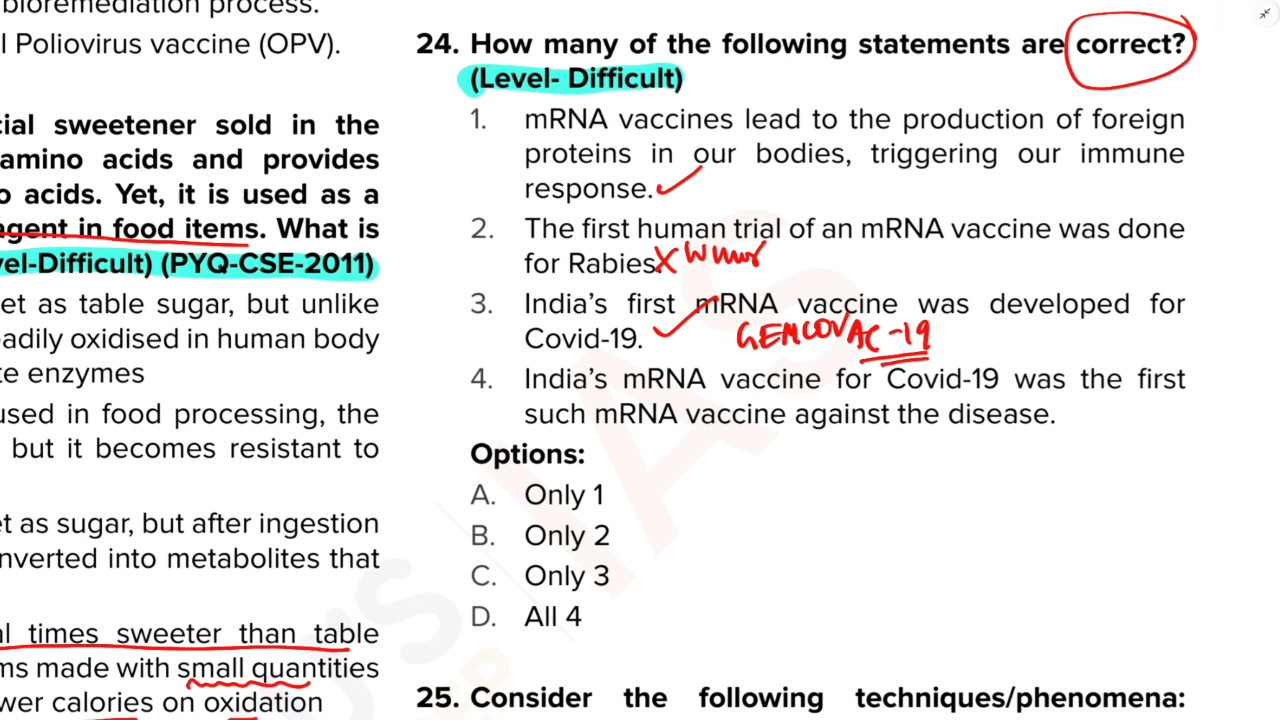 bioremediation process.
l Poliovirus vaccine (OPV).
cial sweetener sold in the
amino acids and provides
o acids. Yet, it is used as a
agent in food items. What is
vel-Difficult) (PYQ-CSE-2011)
et as table sugar, but unlike
eadily oxidised in human body
te enzymes
used in food processing, the
but it becomes resistant to
et as sugar, but after ingestion
nverted into metabolites that
al times sweeter than table
ms made with small quantities
wer calories on oxidation
24. How many of the following statements are correct?
(Level- Difficult)
1. mRNA vaccines lead to the production of foreign
proteins in our bodies, triggering our immune
response.
2. The first human trial of an mRNA vaccine was done
for Rabies.
3. India's first mRNA vaccine was developed for
Covid-19.
GEMCOVAC-19
4. India's mRNA vaccine for Covid-19 was the first
such mRNA vaccine against the disease.
Options:
A. Only 1
B. Only 2
C. Only 3
D. All 4
25. Consider the following techniques/phenomena:
IAS